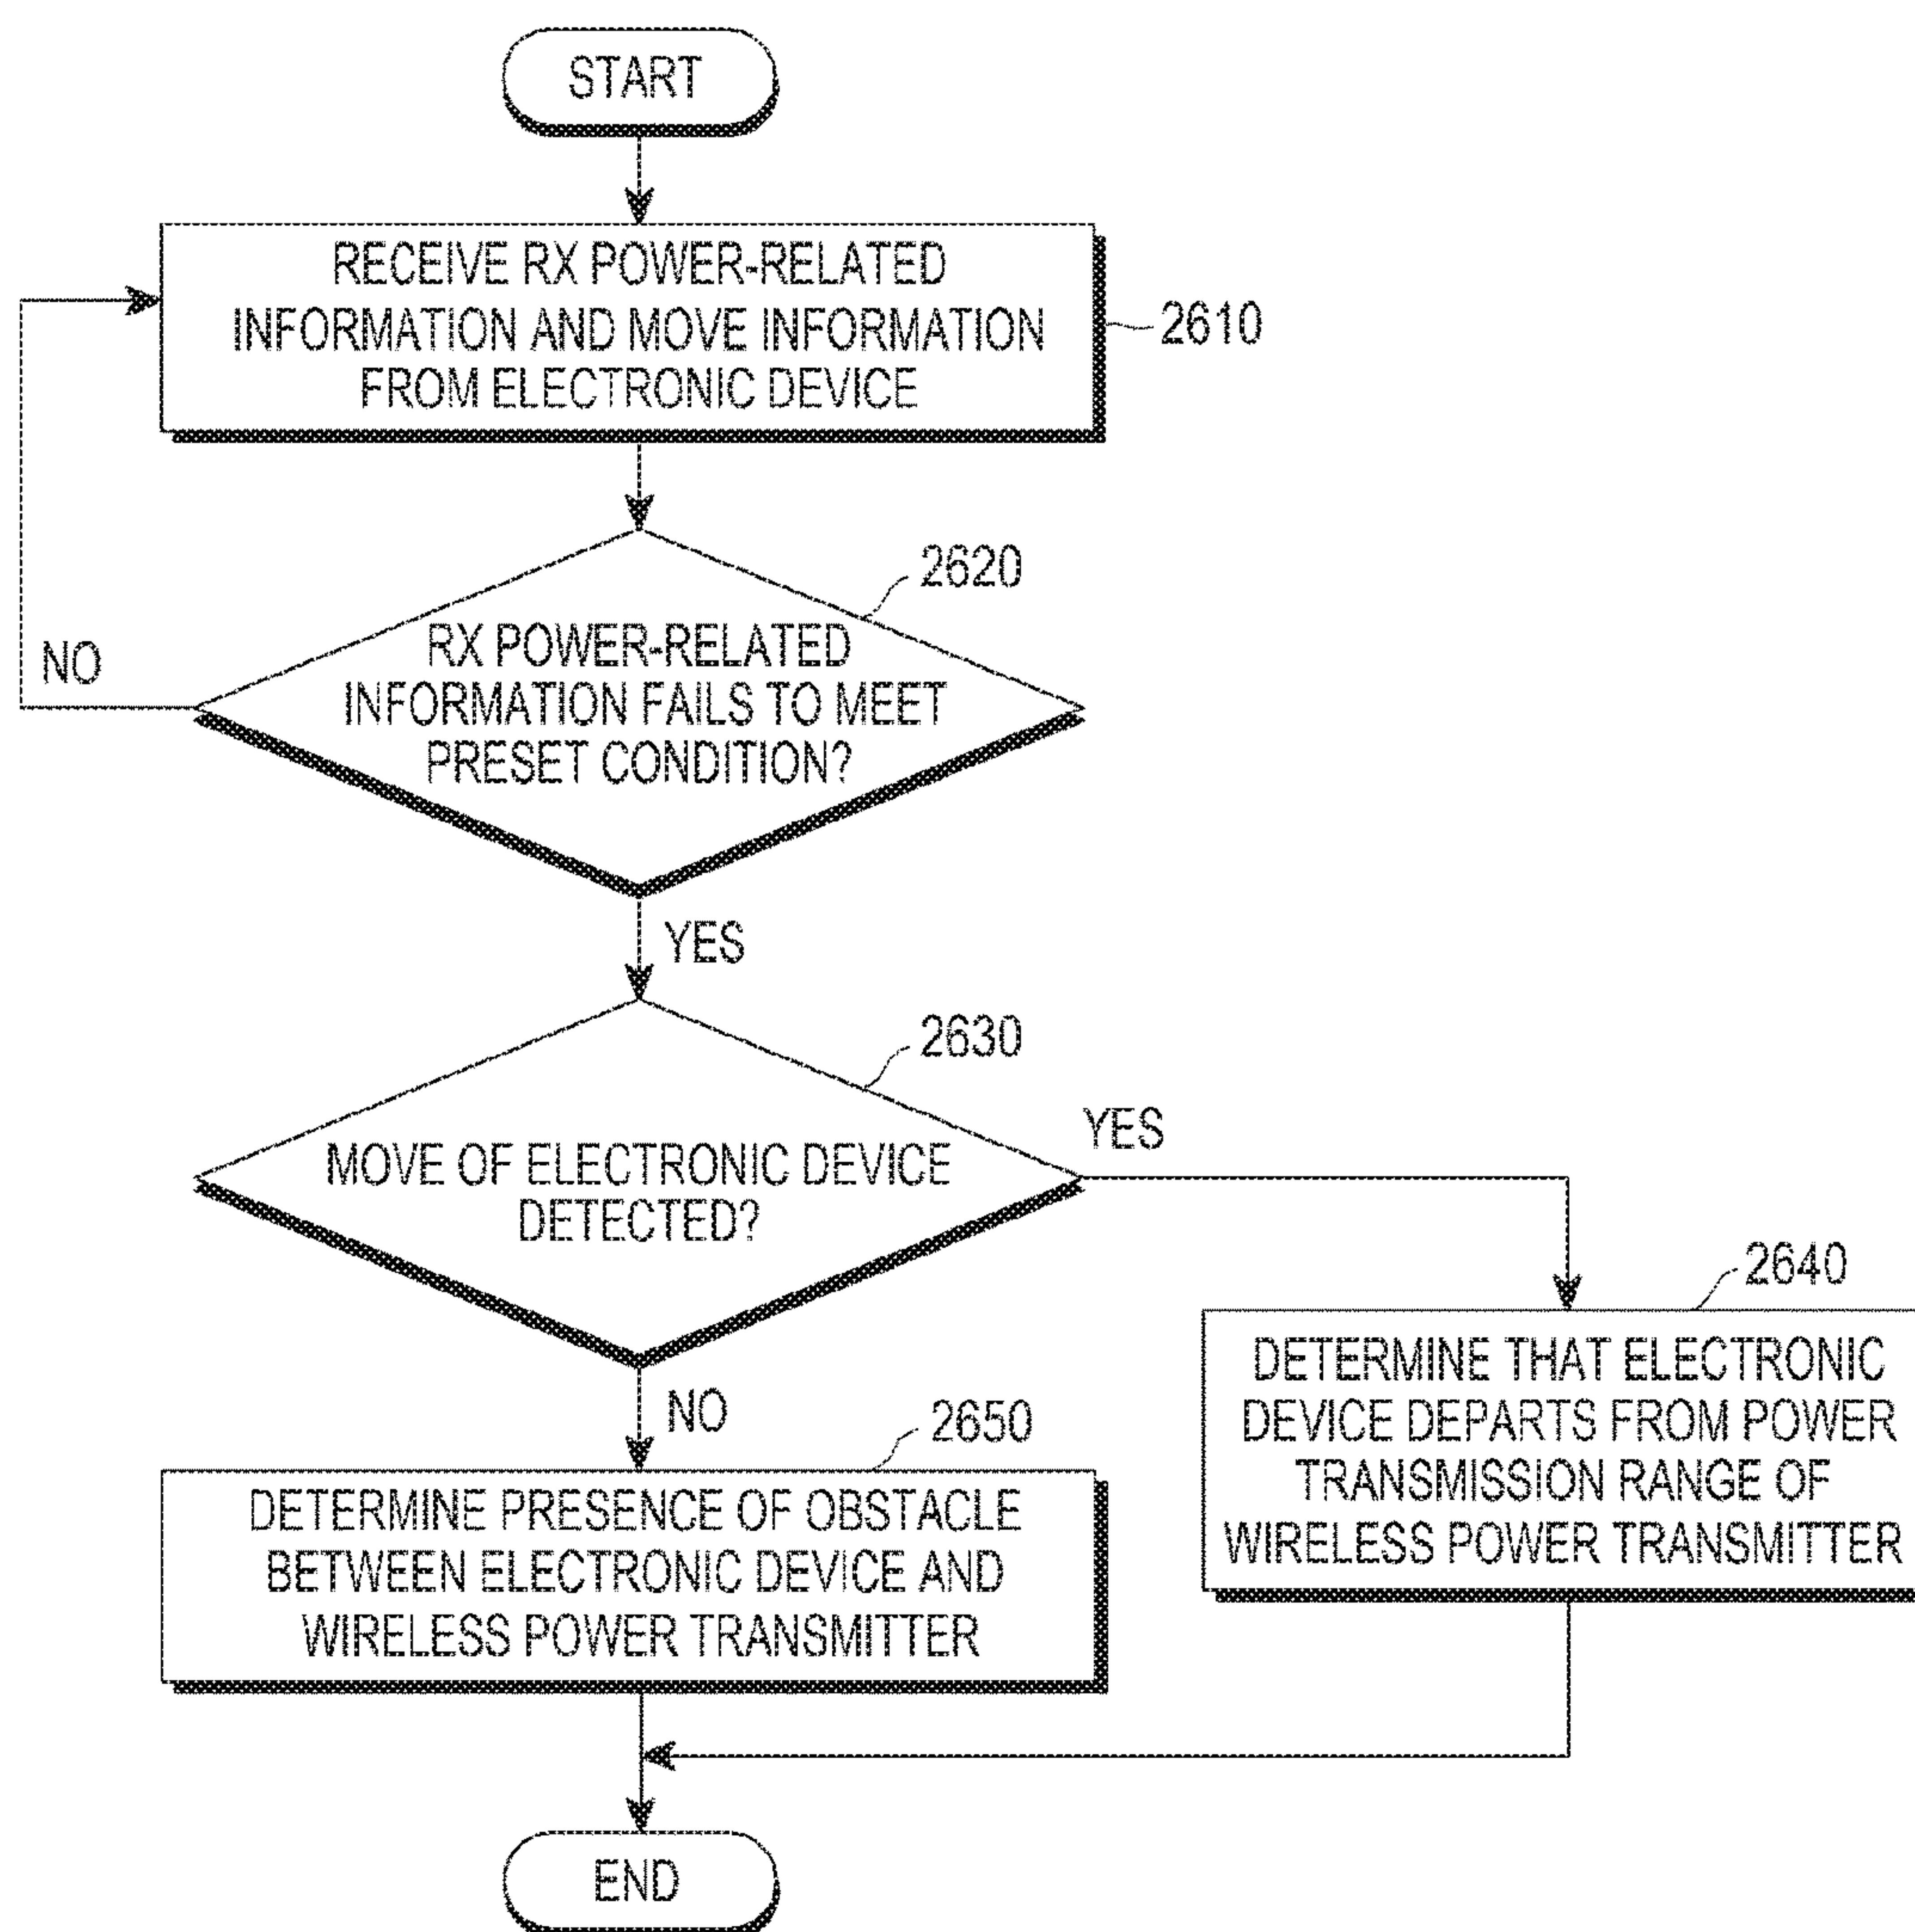 START
RECEIVE RX POWER-RELATED
INFORMATION AND MOVE INFORMATION
FROM ELECTRONIC DEVICE
2610
2620
RX POWER-RELATED
INFORMATION FAILS TO MEET
PRESET CONDITION?
NO
YES
2630
MOVE OF ELECTRONIC DEVICE
DETECTED?
YES
NO
2640
DETERMINE THAT ELECTRONIC
DEVICE DEPARTS FROM POWER
TRANSMISSION RANGE OF
WIRELESS POWER TRANSMITTER
2650
DETERMINE PRESENCE OF OBSTACLE
BETWEEN ELECTRONIC DEVICE AND
WIRELESS POWER TRANSMITTER
END